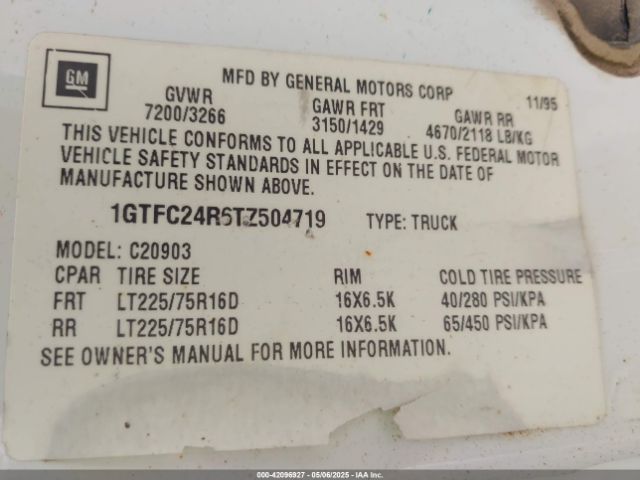 GM
MFD BY GENERAL MOTORS CORP 11/95
GVWR GAWR FRT GAWR RR
7200/3266 3150/1429 4670/2118 LB/KG
THIS VEHICLE CONFORMS TO ALL APPLICABLE U.S. FEDERAL MOTOR
VEHICLE SAFETY STANDARDS IN EFFECT ON THE DATE OF
MANUFACTURE SHOWN ABOVE.
1GTFC24R6TZ504719 TYPE: TRUCK
MODEL: C20903
CPAR TIRE SIZE RIM COLD TIRE PRESSURE
FRT LT225/75R16D 16X6.5K 40/280 PSI/KPA
RR LT225/75R16D 16X6.5K 65/450 PSI/KPA
SEE OWNER'S MANUAL FOR MORE INFORMATION.
000-42096927 - 05/06/2025 - IAA Inc.